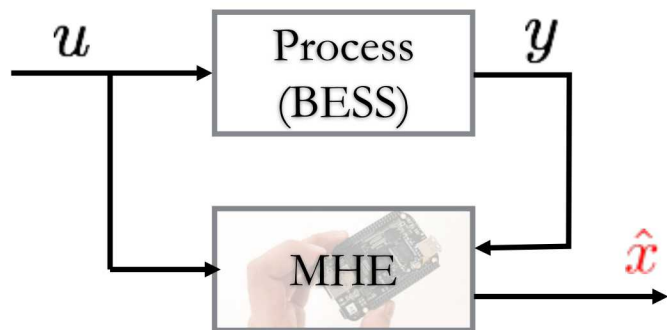 u
Process
(BESS)
y
MHE
x̂